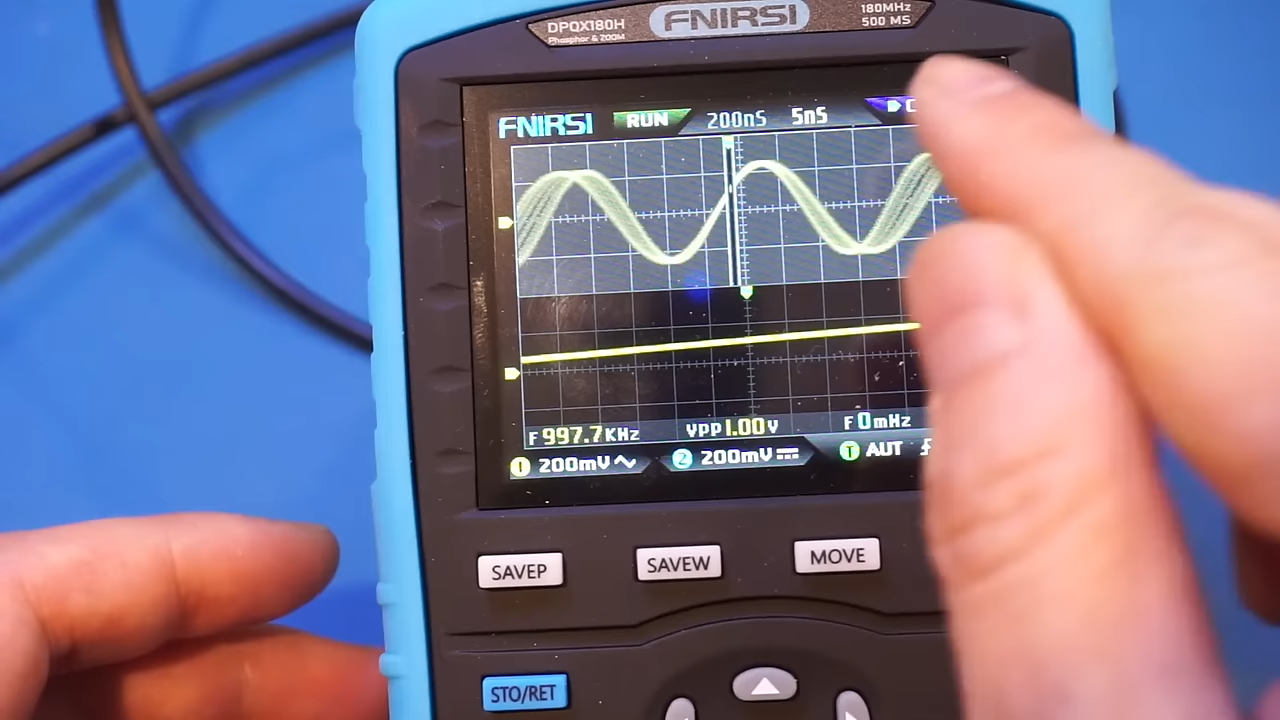 DPOX180H
Phosphor & ZOOM
FNIRSI
180MHz
500 MS
FNIRSI RUN 200nS 5nS
F 997.7KHz VPP 1.00V F 0mHz
1 200mV 2 200mV T AUT
SAVEP SAVEW MOVE
STO/RET